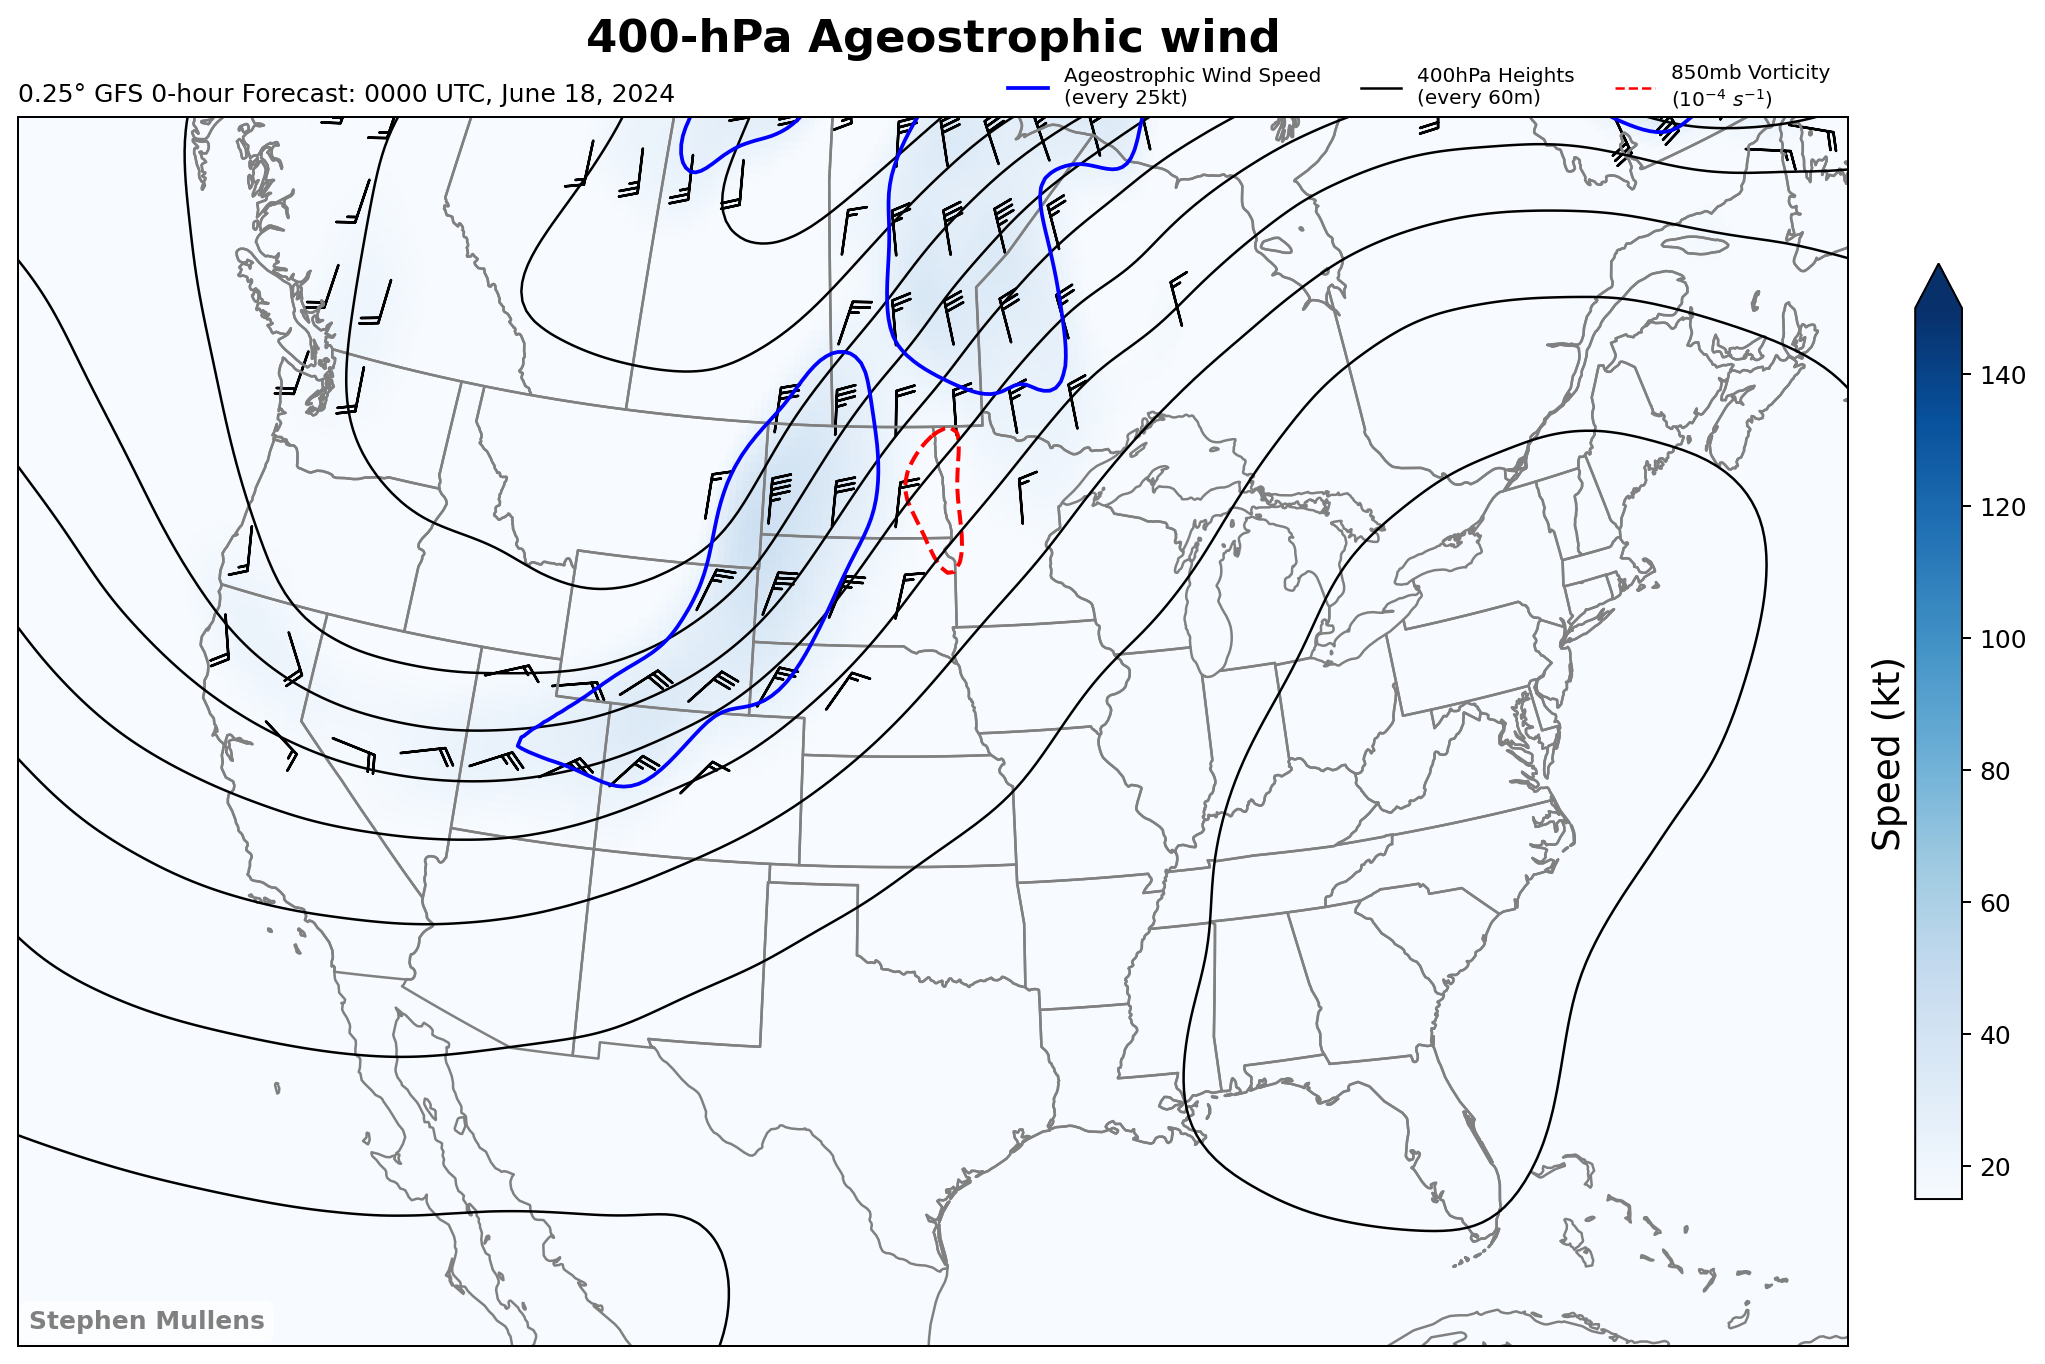 400-hPa Ageostrophic wind
0.25° GFS 0-hour Forecast: 0000 UTC, June 18, 2024
Ageostrophic Wind Speed
(every 25kt)
400hPa Heights
(every 60m)
850mb Vorticity
(10⁻⁴ s⁻¹)
140
120
100
80
60
40
20
Speed (kt)
Stephen Mullens